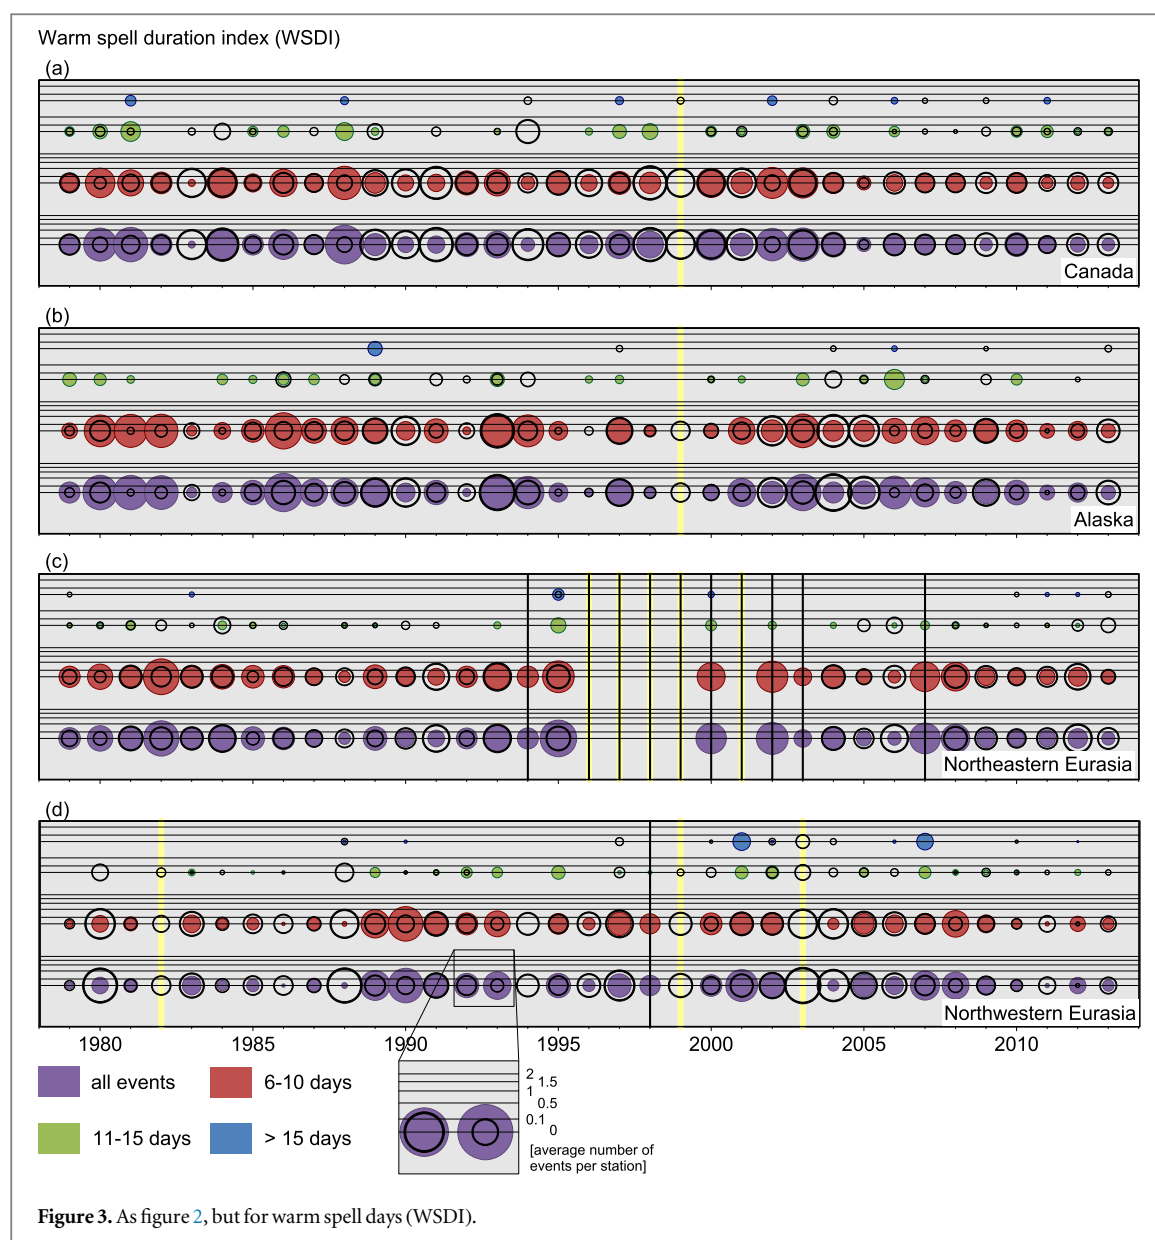 Warm spell duration index (WSDI)
(a)
Canada
(b)
Alaska
(c)
Northeastern Eurasia
(d)
Northwestern Eurasia
1980 1985 1990 1995 2000 2005 2010
all events 6-10 days
11-15 days > 15 days
2
1.5
1
0.5
0.1
0
[average number of
events per station]
Figure 3. As figure 2, but for warm spell days (WSDI).